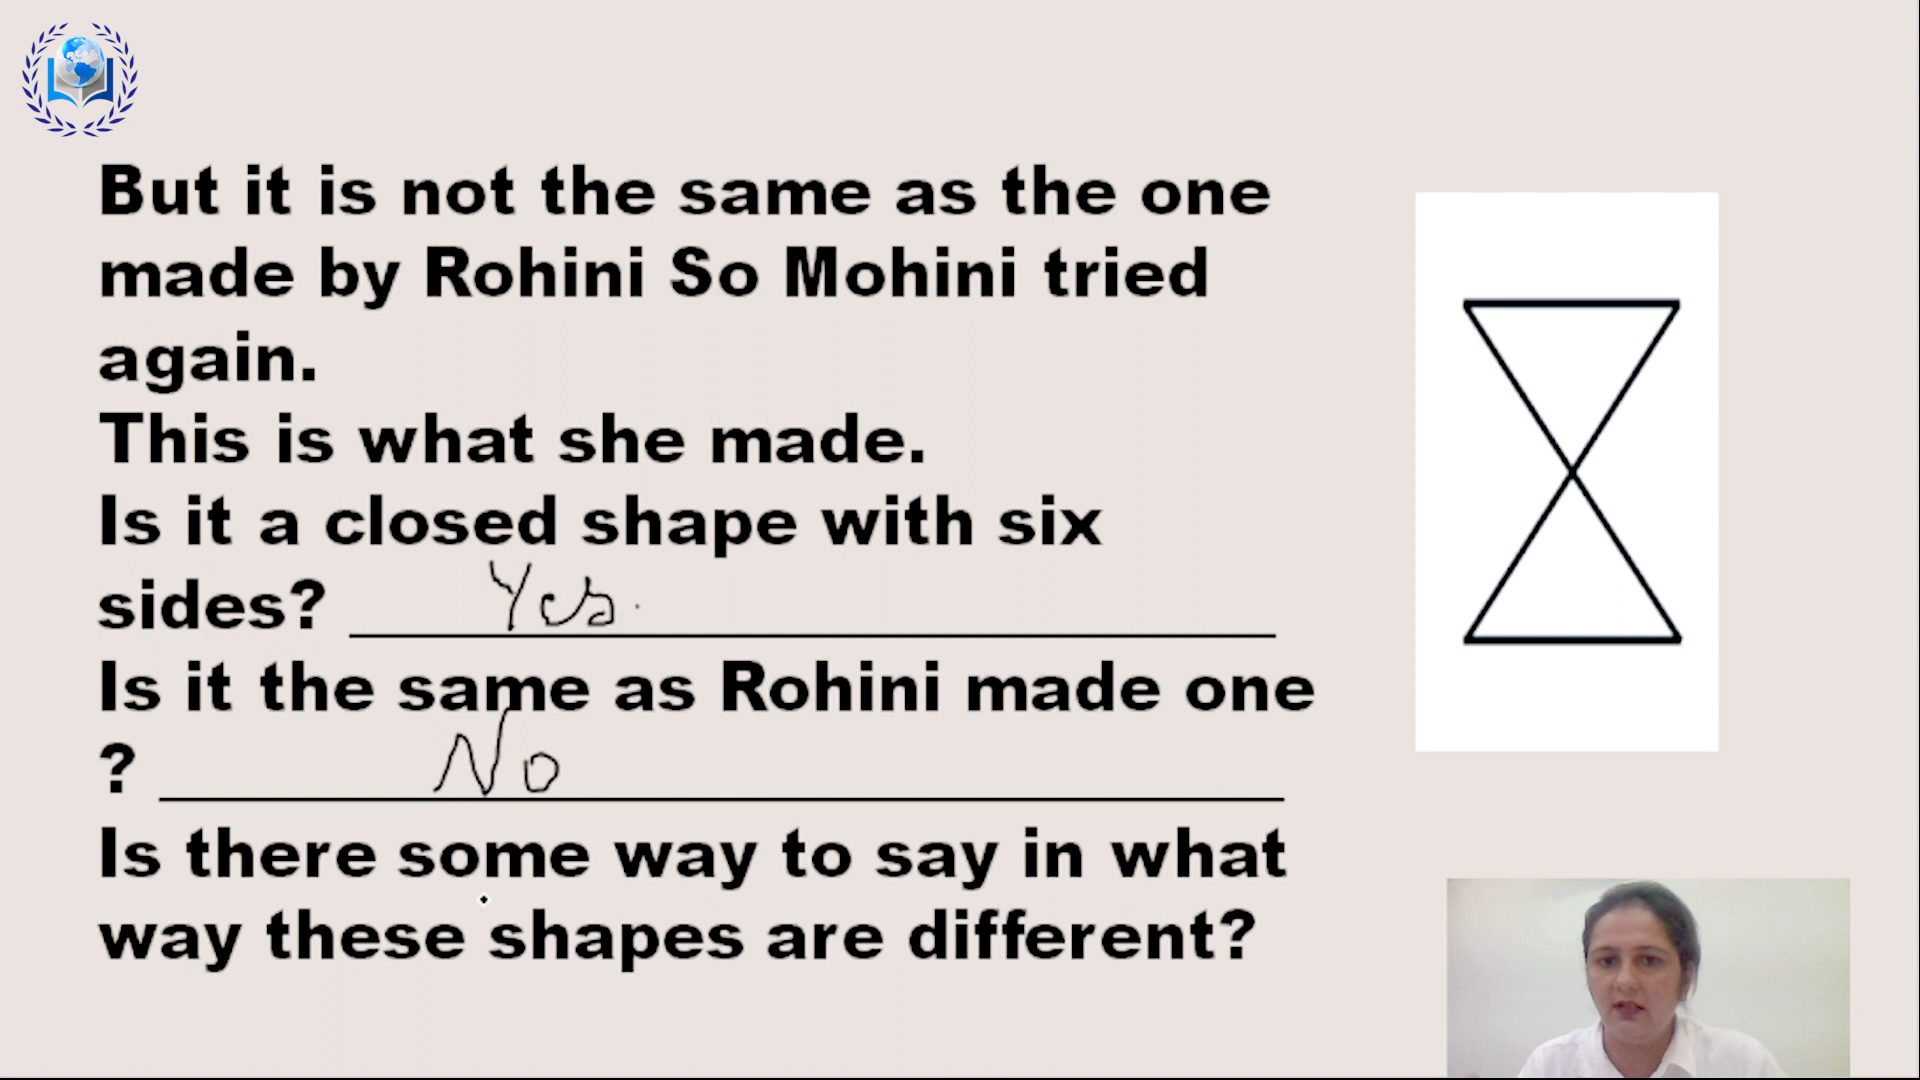 But it is not the same as the one
made by Rohini So Mohini tried
again.
This is what she made.
Is it a closed shape with six
sides? Yes.
Is it the same as Rohini made one
? No
Is there some way to say in what
way these shapes are different?